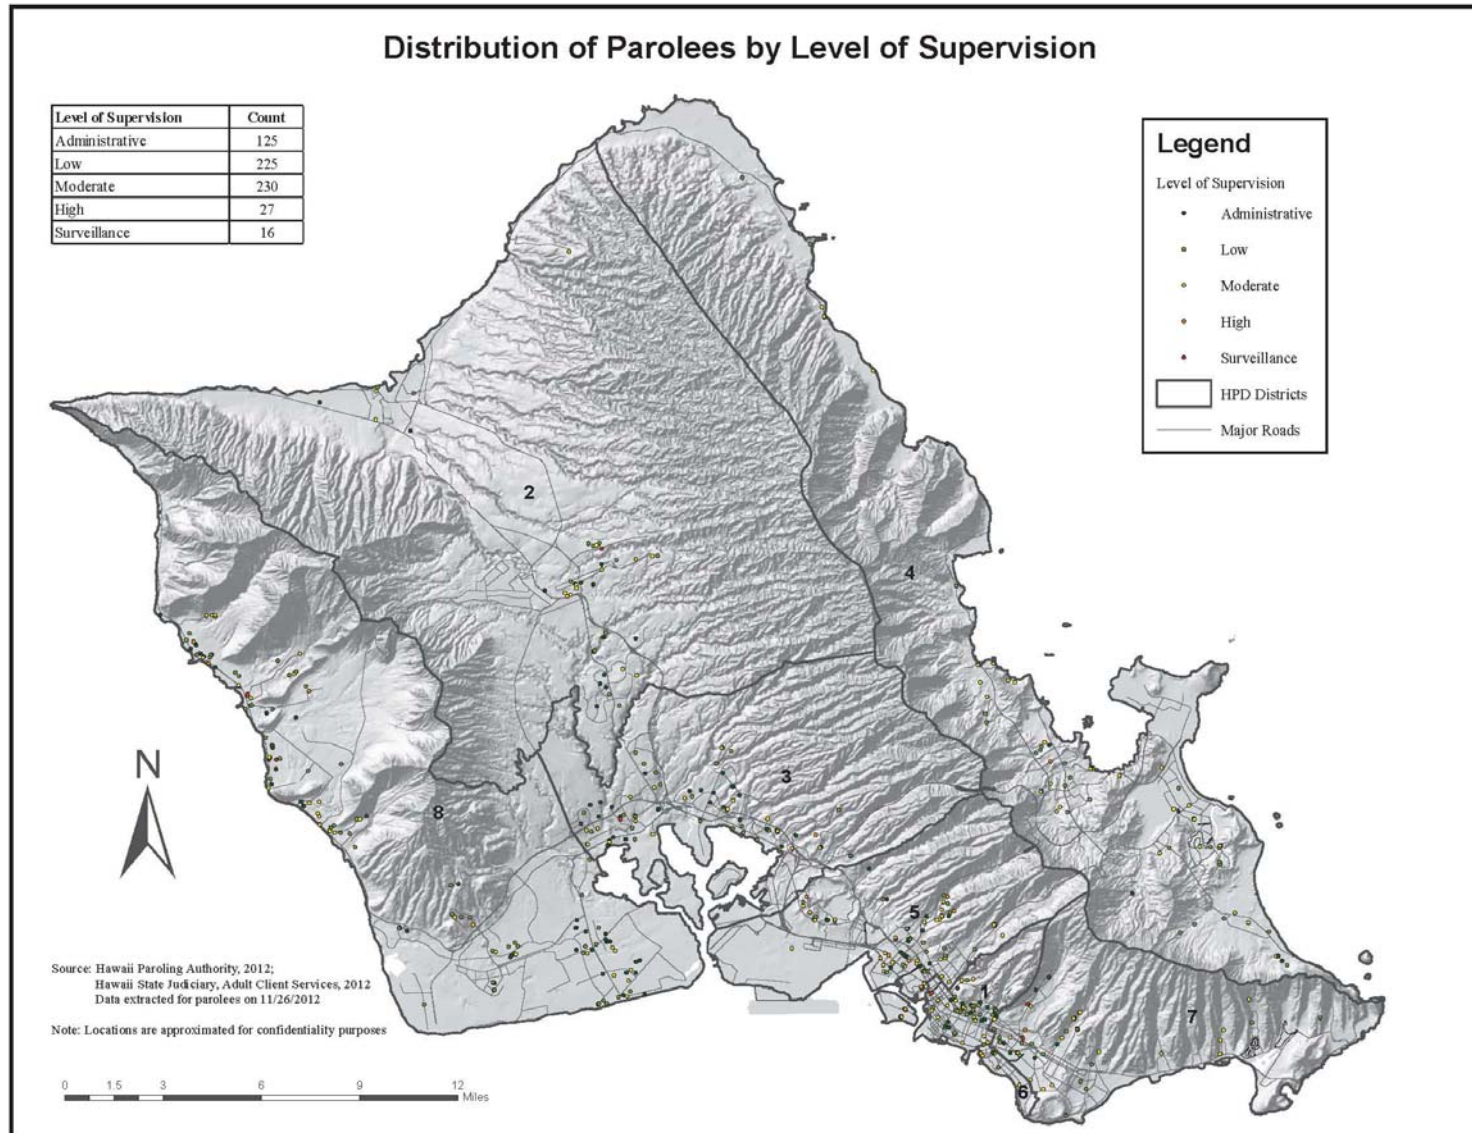 Distribution of Parolees by Level of Supervision
Level of Supervision Count
Administrative 125
Low 225
Moderate 230
High 27
Surveillance 16
Legend
Level of Supervision
Administrative
Low
Moderate
High
Surveillance
HPD Districts
Major Roads
2
4
3
8
5
1
7
6
N
Source: Hawaii Paroling Authority, 2012;
Hawaii State Judiciary, Adult Client Services, 2012
Data extracted for parolees on 11/26/2012
Note: Locations are approximated for confidentiality purposes
0 1.5 3 6 9 12
Miles